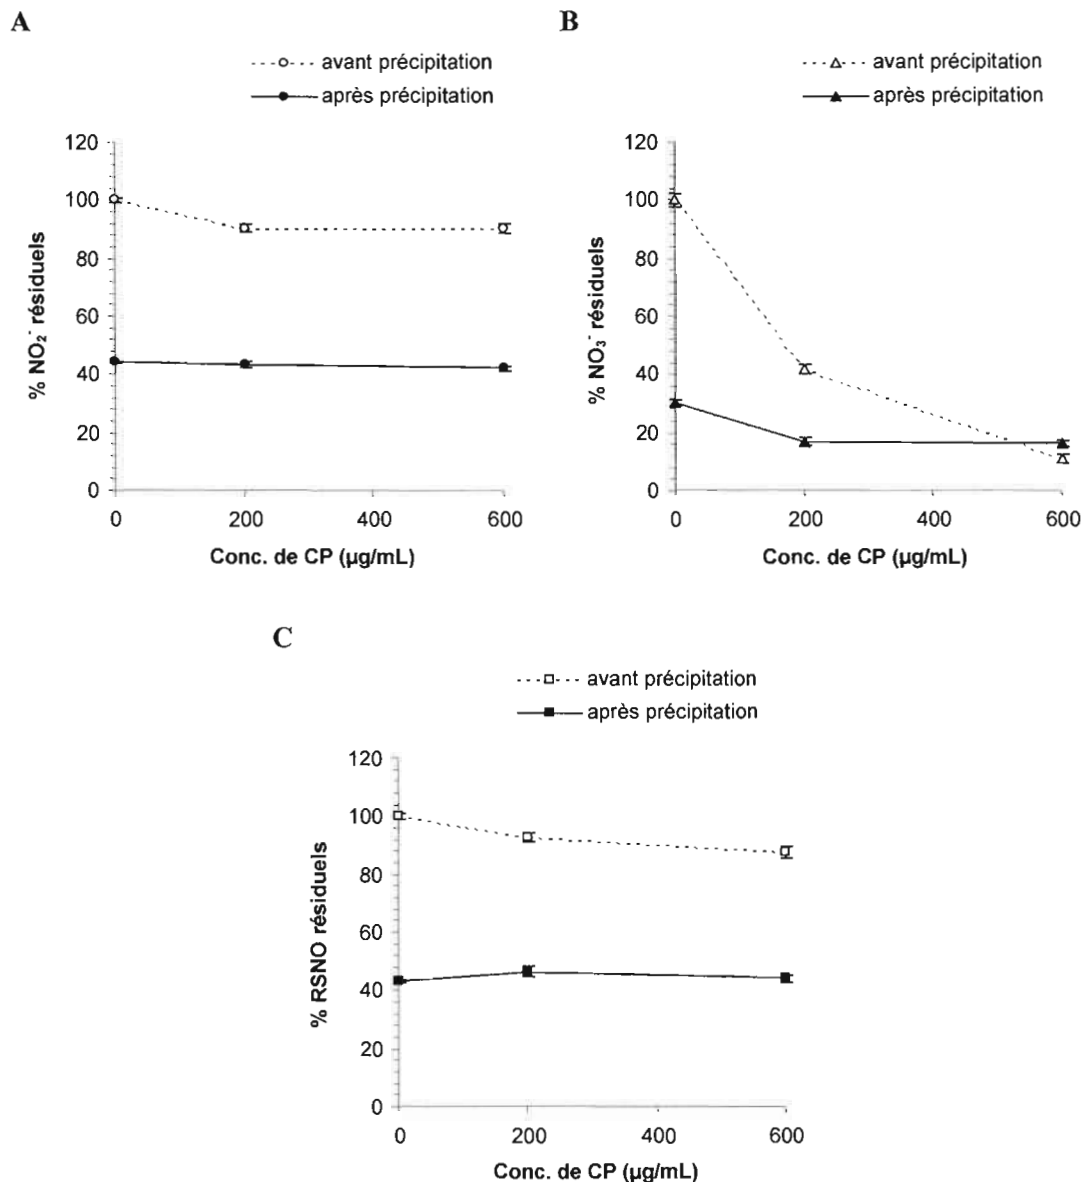 A
avant précipitation
après précipitation
120
100
80
60
40
20
0
% NO₂⁻ résiduels
0 200 400 600
Conc. de CP (µg/mL)
B
avant précipitation
après précipitation
120
100
80
60
40
20
0
% NO₃⁻ résiduels
0 200 400 600
Conc. de CP (µg/mL)
C
avant précipitation
après précipitation
120
100
80
60
40
20
0
% RSNO résiduels
0 200 400 600
Conc. de CP (µg/mL)